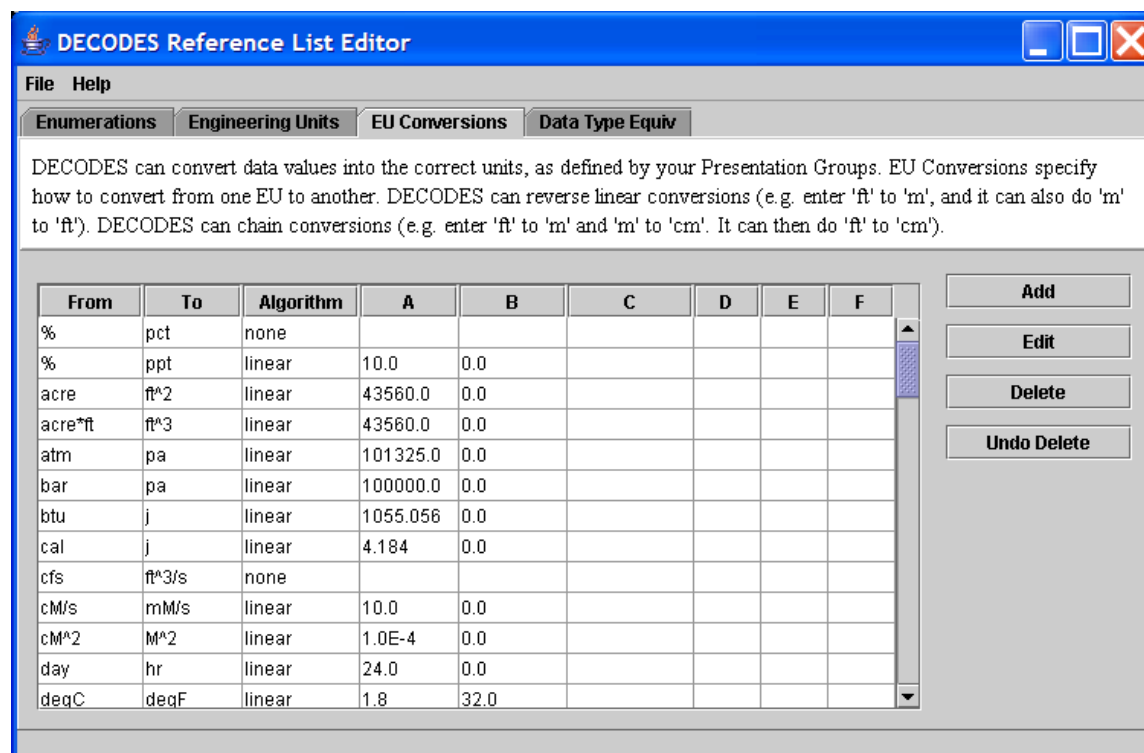 DECODES Reference List Editor
File Help
Enumerations Engineering Units EU Conversions Data Type Equiv
DECODES can convert data values into the correct units, as defined by your Presentation Groups. EU Conversions specify
how to convert from one EU to another. DECODES can reverse linear conversions (e.g. enter 'ft' to 'm', and it can also do 'm'
to 'ft'). DECODES can chain conversions (e.g. enter 'ft' to 'm' and 'm' to 'cm'. It can then do 'ft' to 'cm').
From To Algorithm A B C D E F
% pct none
% ppt linear 10.0 0.0
acre ft^2 linear 43560.0 0.0
acre*ft ft^3 linear 43560.0 0.0
atm pa linear 101325.0 0.0
bar pa linear 100000.0 0.0
btu j linear 1055.056 0.0
cal j linear 4.184 0.0
cfs ft^3/s none
cM/s mM/s linear 10.0 0.0
cM^2 M^2 linear 1.0E-4 0.0
day hr linear 24.0 0.0
degC degF linear 1.8 32.0
Add
Edit
Delete
Undo Delete